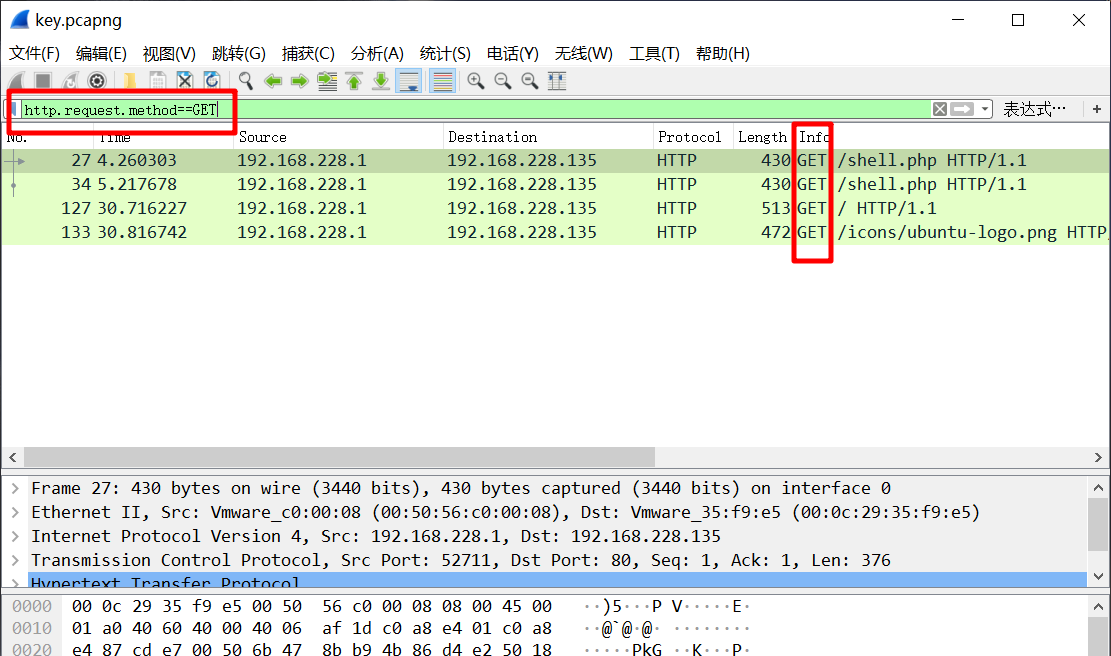 key.pcapng
文件(F) 编辑(E) 视图(V) 跳转(G) 捕获(C) 分析(A) 统计(S) 电话(Y) 无线(W) 工具(T) 帮助(H)
http.request.method==GET 表达式… +
No. Time Source Destination Protocol Length Info
27 4.260303 192.168.228.1 192.168.228.135 HTTP 430 GET /shell.php HTTP/1.1
34 5.217678 192.168.228.1 192.168.228.135 HTTP 430 GET /shell.php HTTP/1.1
127 30.716227 192.168.228.1 192.168.228.135 HTTP 513 GET / HTTP/1.1
133 30.816742 192.168.228.1 192.168.228.135 HTTP 472 GET /icons/ubuntu-logo.png HTTP/
Frame 27: 430 bytes on wire (3440 bits), 430 bytes captured (3440 bits) on interface 0
Ethernet II, Src: Vmware_c0:00:08 (00:50:56:c0:00:08), Dst: Vmware_35:f9:e5 (00:0c:29:35:f9:e5)
Internet Protocol Version 4, Src: 192.168.228.1, Dst: 192.168.228.135
Transmission Control Protocol, Src Port: 52711, Dst Port: 80, Seq: 1, Ack: 1, Len: 376
Hypertext Transfer Protocol
0000 00 0c 29 35 f9 e5 00 50 56 c0 00 08 08 00 45 00 ··)5···P V·····E·
0010 01 a0 40 60 40 00 40 06 af 1d c0 a8 e4 01 c0 a8 ··@`@·@· ········
0020 e4 87 cd e7 00 50 6b 47 8b b9 4b 86 d4 e2 50 18 ·····PkG ··K···P·